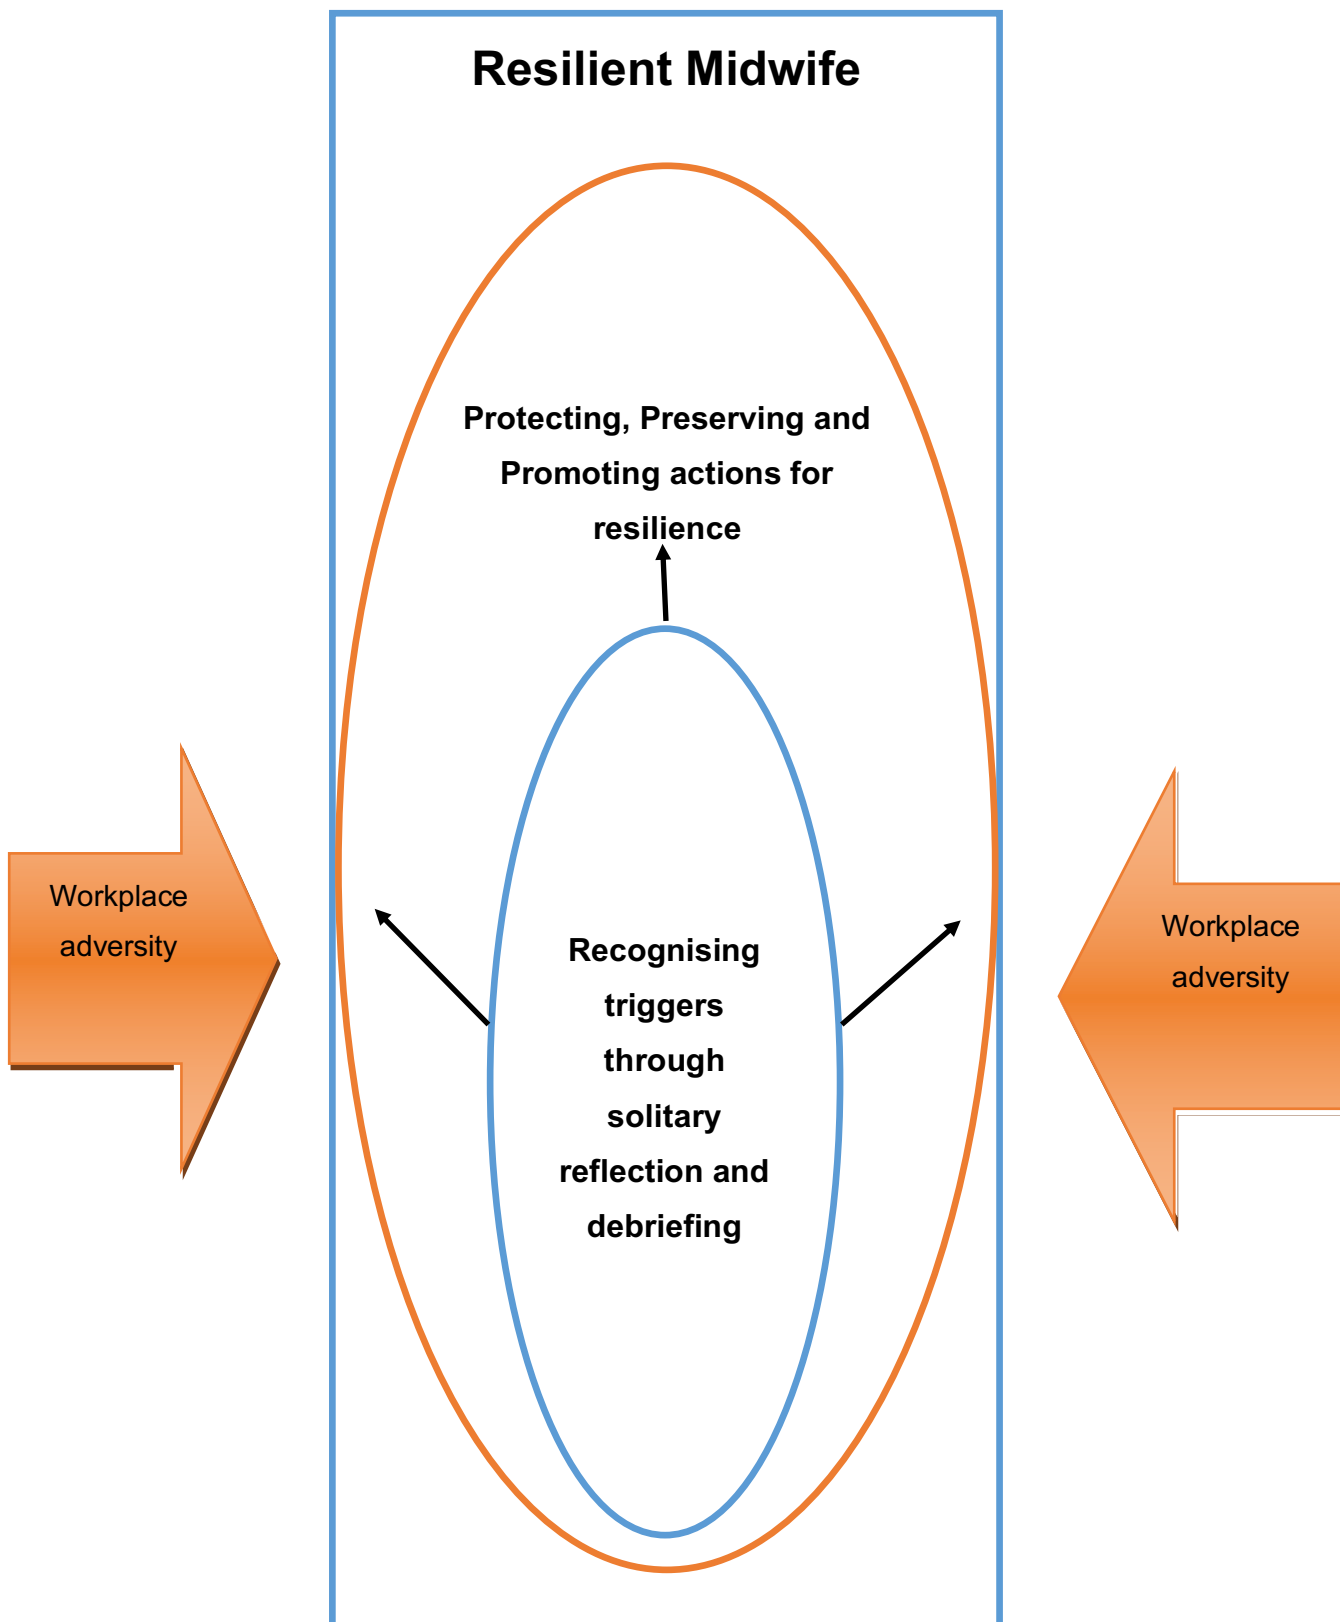 Resilient Midwife
Protecting, Preserving and
Promoting actions for
resilience
Workplace
adversity
Recognising
triggers
through
solitary
reflection and
debriefing
Workplace
adversity